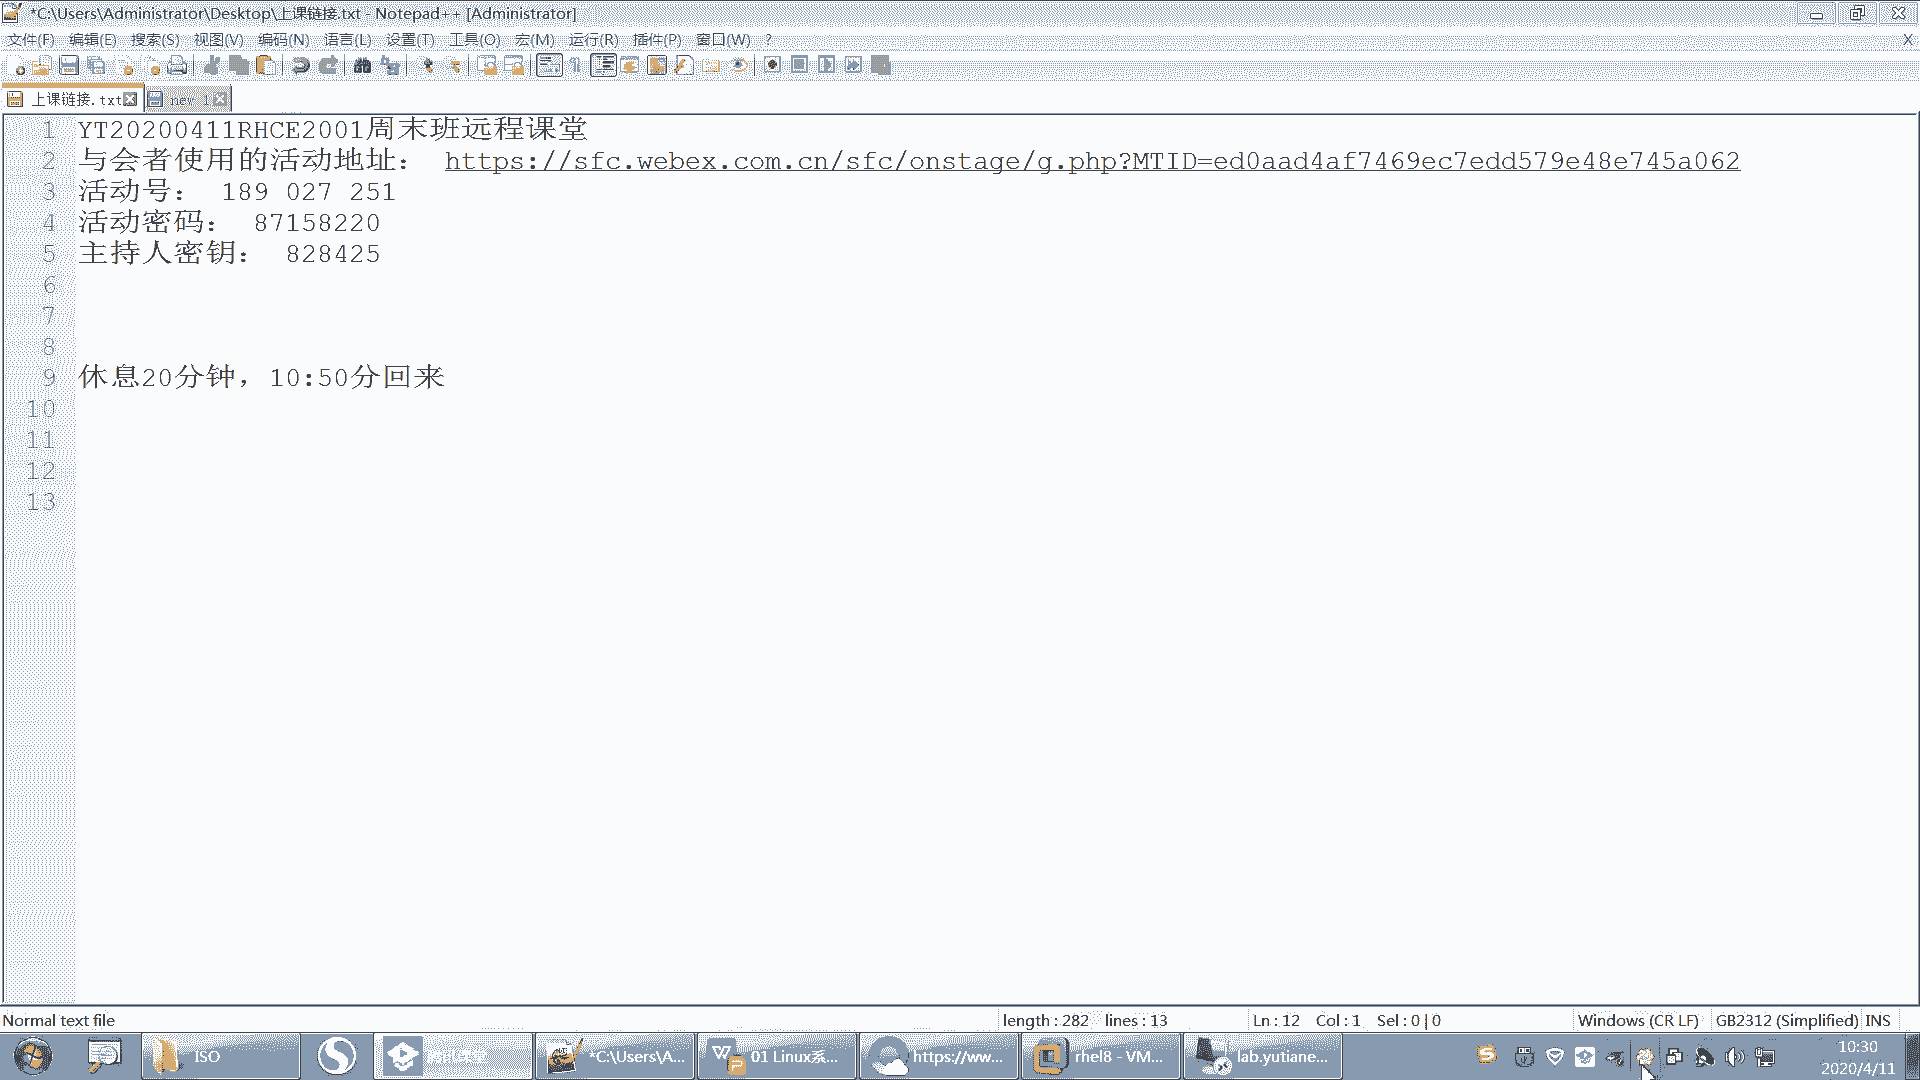 *C:\Users\Administrator\Desktop\上课链接.txt - Notepad++ [Administrator]
文件(F) 编辑(E) 搜索(S) 视图(V) 编码(N) 语言(L) 设置(T) 工具(O) 宏(M) 运行(R) 插件(P) 窗口(W) ? X
上课链接.txt new 1
1 YT20200411RHCE2001周末班远程课堂
2 与会者使用的活动地址： https://sfc.webex.com.cn/sfc/onstage/g.php?MTID=ed0aad4af7469ec7edd579e48e745a062
3 活动号： 189 027 251
4 活动密码： 87158220
5 主持人密钥： 828425
6
7
8
9 休息20分钟，10:50分回来
10
11
12
13
Normal text file length : 282 lines : 13 Ln : 12 Col : 1 Sel : 0 | 0 Windows (CR LF) GB2312 (Simplified) INS
ISO 腾讯课堂 *C:\Users\A... 01 Linux系... https://ww... rhel8 - VM... lab.yutiane... 10:30
2020/4/11